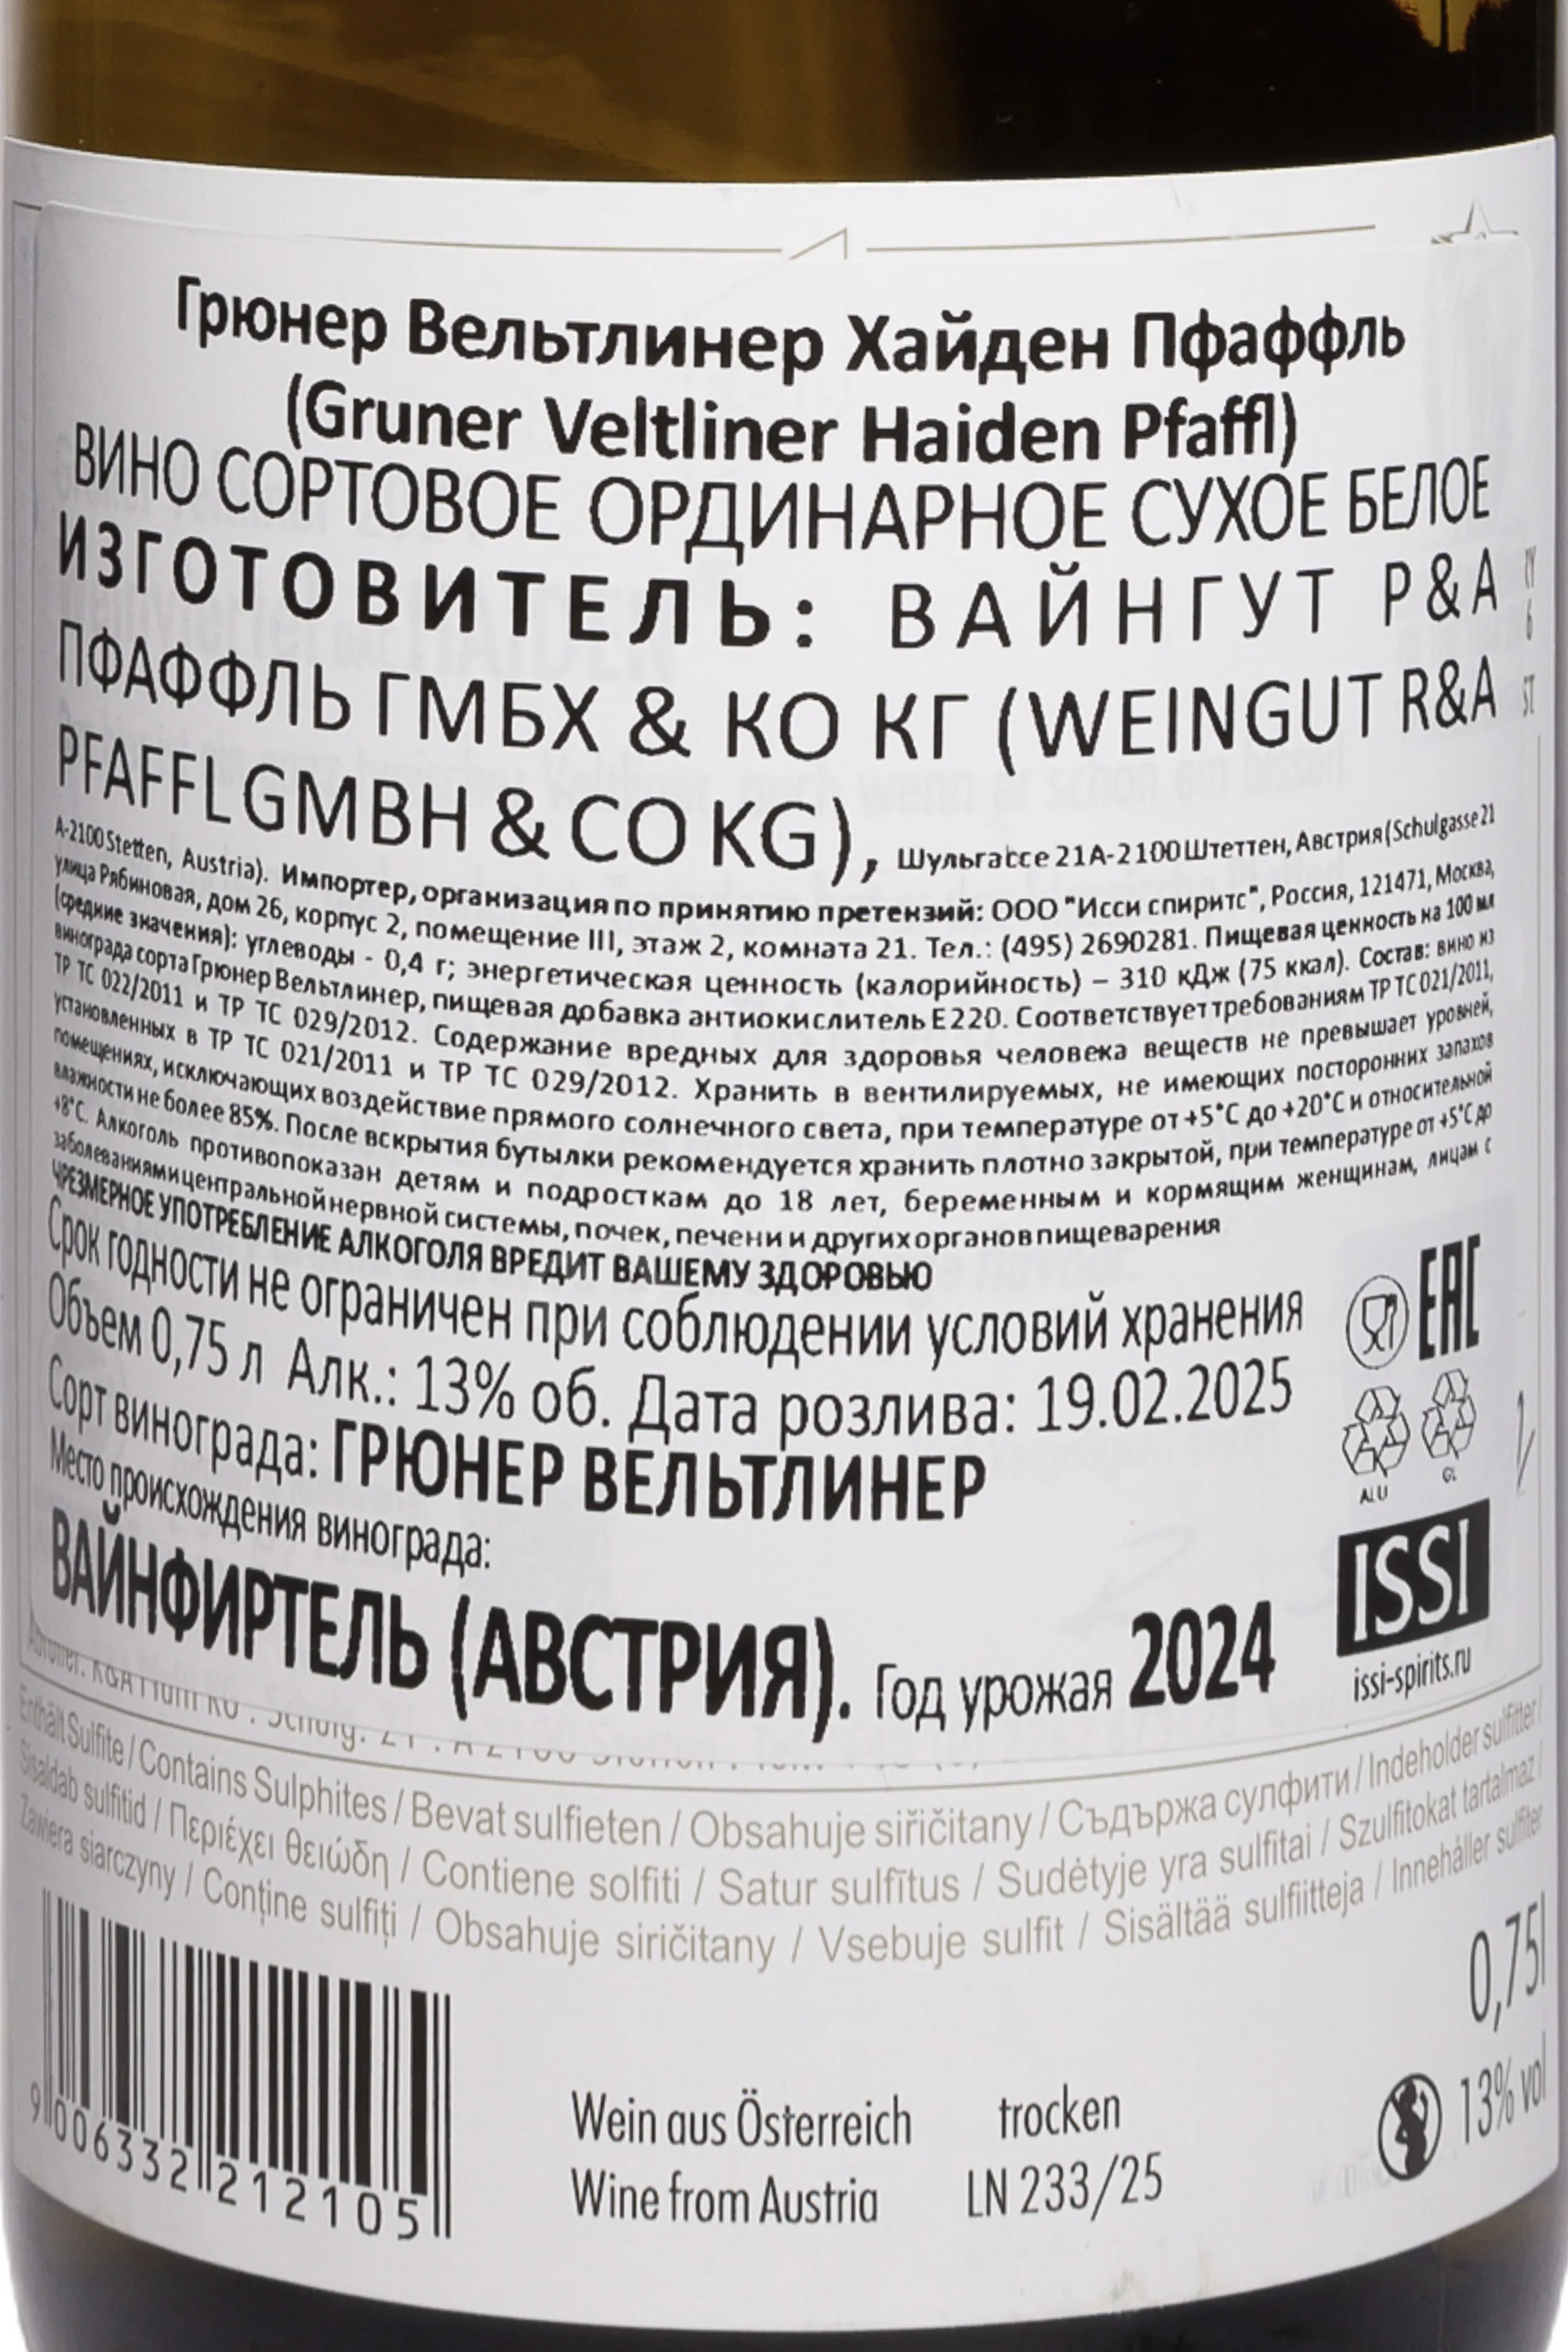 Грюнер Вельтлинер Хайден Пфаффль
(Gruner Veltliner Haiden Pfaffl)
ВИНО СОРТОВОЕ ОРДИНАРНОЕ СУХОЕ БЕЛОЕ
ИЗГОТОВИТЕЛЬ: ВАЙНГУТ Р&А
ПФАФФЛЬ ГМБХ & КО КГ (WEINGUT R&A
PFAFFL GMBH & CO KG), Шульгассе 21 А-2100 Штеттен, Австрия (Schulgasse 21
A-2100 Stetten, Austria). Импортер, организация по принятию претензий: ООО "Исси спиритс", Россия, 121471, Москва,
улица Рябиновая, дом 26, корпус 2, помещение III, этаж 2, комната 21. Тел.: (495) 2690281. Пищевая ценность на 100 мл
(средние значения): углеводы - 0,4 г; энергетическая ценность (калорийность) – 310 кДж (75 ккал). Состав: вино из
винограда сорта Грюнер Вельтлинер, пищевая добавка антиокислитель Е220. Соответствует требованиям ТР ТС 021/2011,
ТР ТС 022/2011 и ТР ТС 029/2012. Содержание вредных для здоровья человека веществ не превышает уровней,
установленных в ТР ТС 021/2011 и ТР ТС 029/2012. Хранить в вентилируемых, не имеющих посторонних запахов
помещениях, исключающих воздействие прямого солнечного света, при температуре от +5°С до +20°С и относительной
влажности не более 85%. После вскрытия бутылки рекомендуется хранить плотно закрытой, при температуре от +5°С до
+8°С. Алкоголь противопоказан детям и подросткам до 18 лет, беременным и кормящим женщинам, лицам с
заболеваниями центральной нервной системы, почек, печени и других органов пищеварения
ЧРЕЗМЕРНОЕ УПОТРЕБЛЕНИЕ АЛКОГОЛЯ ВРЕДИТ ВАШЕМУ ЗДОРОВЬЮ
Срок годности не ограничен при соблюдении условий хранения
Объем 0,75 л Алк.: 13% об. Дата розлива: 19.02.2025
Сорт винограда: ГРЮНЕР ВЕЛЬТЛИНЕР
Место происхождения винограда:
ВАЙНФИРТЕЛЬ (АВСТРИЯ). Год урожая 2024
EAC
ALU
GL
ISSI
issi-spirits.ru
Enthält Sulfite / Contains Sulphites / Bevat sulfieten / Obsahuje siřičitany / Съдържа сулфити / Indeholder sulfitter /
Sisaldab sulfitid / Περιέχει θειώδη / Contiene solfiti / Satur sulfītus / Sudėtyje yra sulfitai / Szulfitokat tartalmaz /
Zawiera siarczyny / Conține sulfiți / Obsahuje siričitany / Vsebuje sulfit / Sisältää sulfiitteja / Innehåller sulfiter
0,75l
13% vol
Wein aus Österreich trocken
Wine from Austria LN 233/25
9 006332 212105